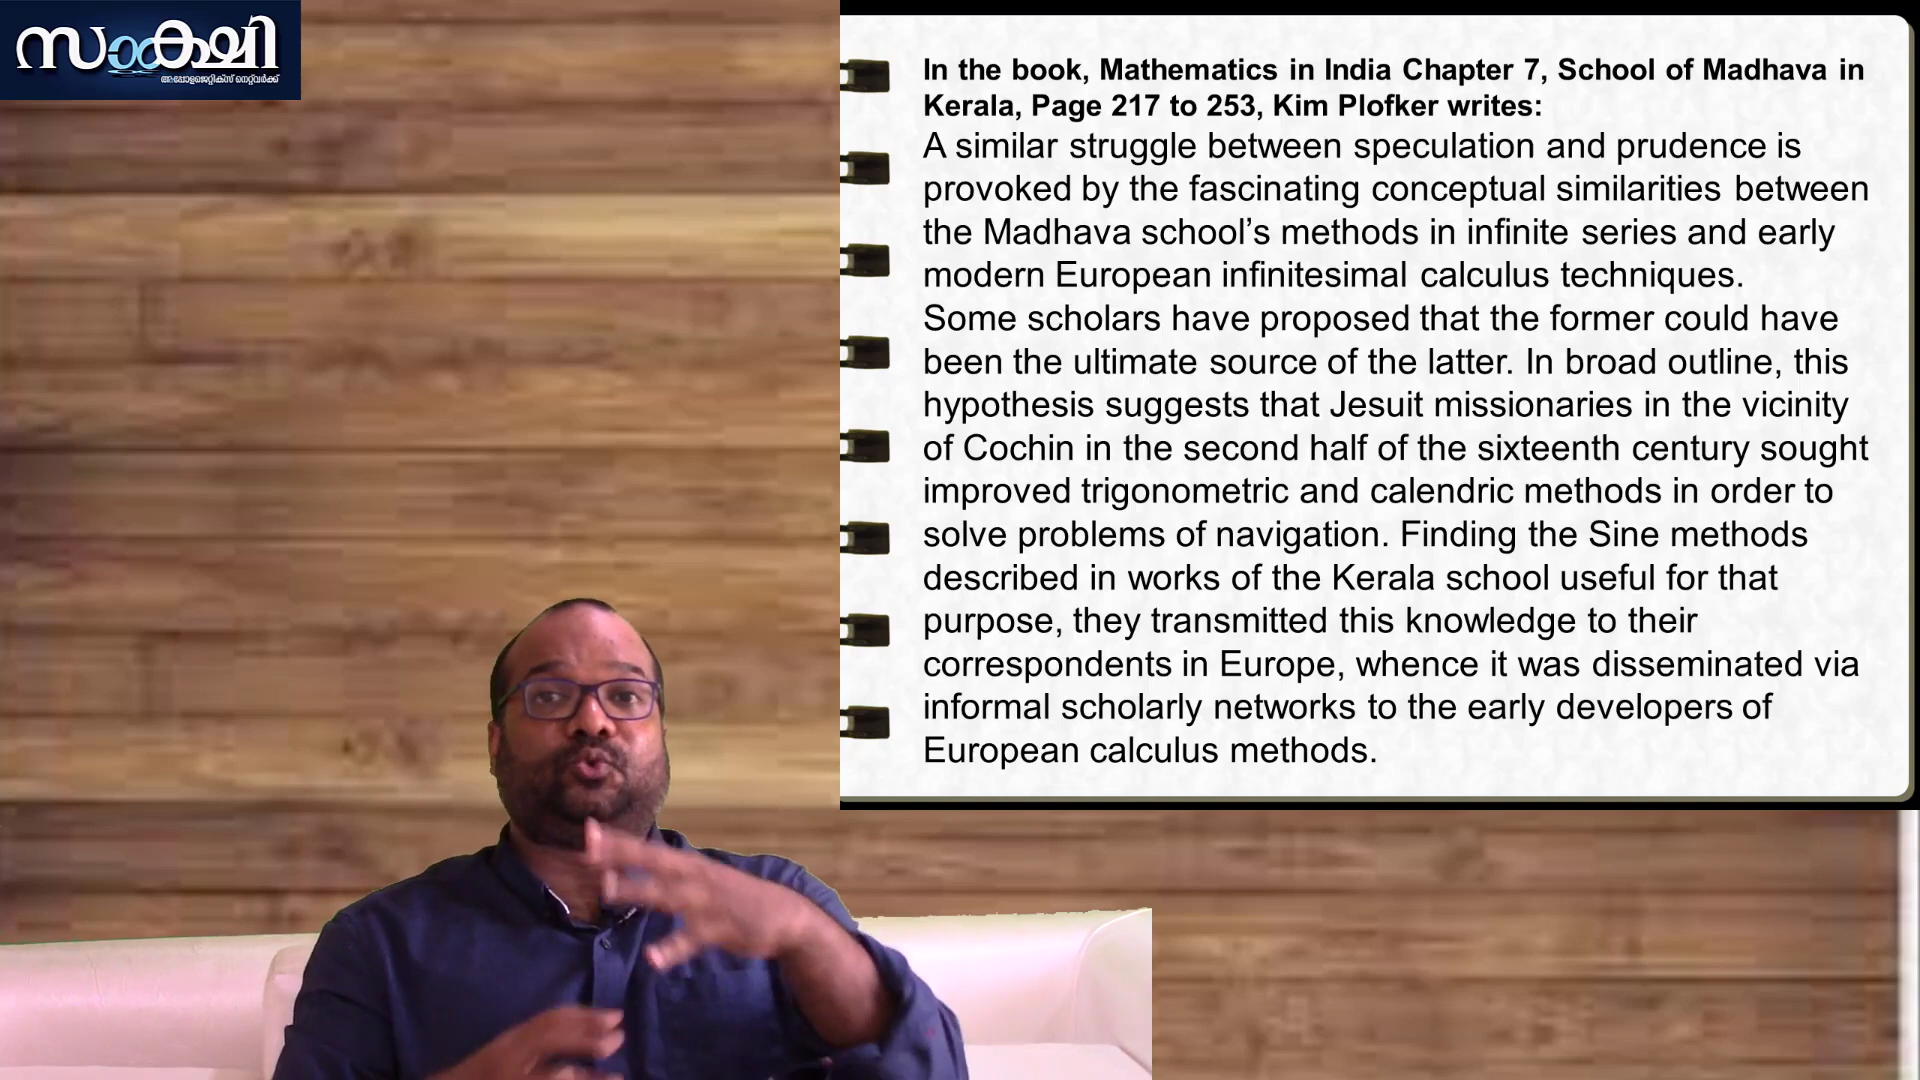 സാക്ഷി
അപ്പോളജെറ്റിക്സ് നെറ്റ്‌വർക്ക്
In the book, Mathematics in India Chapter 7, School of Madhava in
Kerala, Page 217 to 253, Kim Plofker writes:
A similar struggle between speculation and prudence is
provoked by the fascinating conceptual similarities between
the Madhava school’s methods in infinite series and early
modern European infinitesimal calculus techniques.
Some scholars have proposed that the former could have
been the ultimate source of the latter. In broad outline, this
hypothesis suggests that Jesuit missionaries in the vicinity
of Cochin in the second half of the sixteenth century sought
improved trigonometric and calendric methods in order to
solve problems of navigation. Finding the Sine methods
described in works of the Kerala school useful for that
purpose, they transmitted this knowledge to their
correspondents in Europe, whence it was disseminated via
informal scholarly networks to the early developers of
European calculus methods.